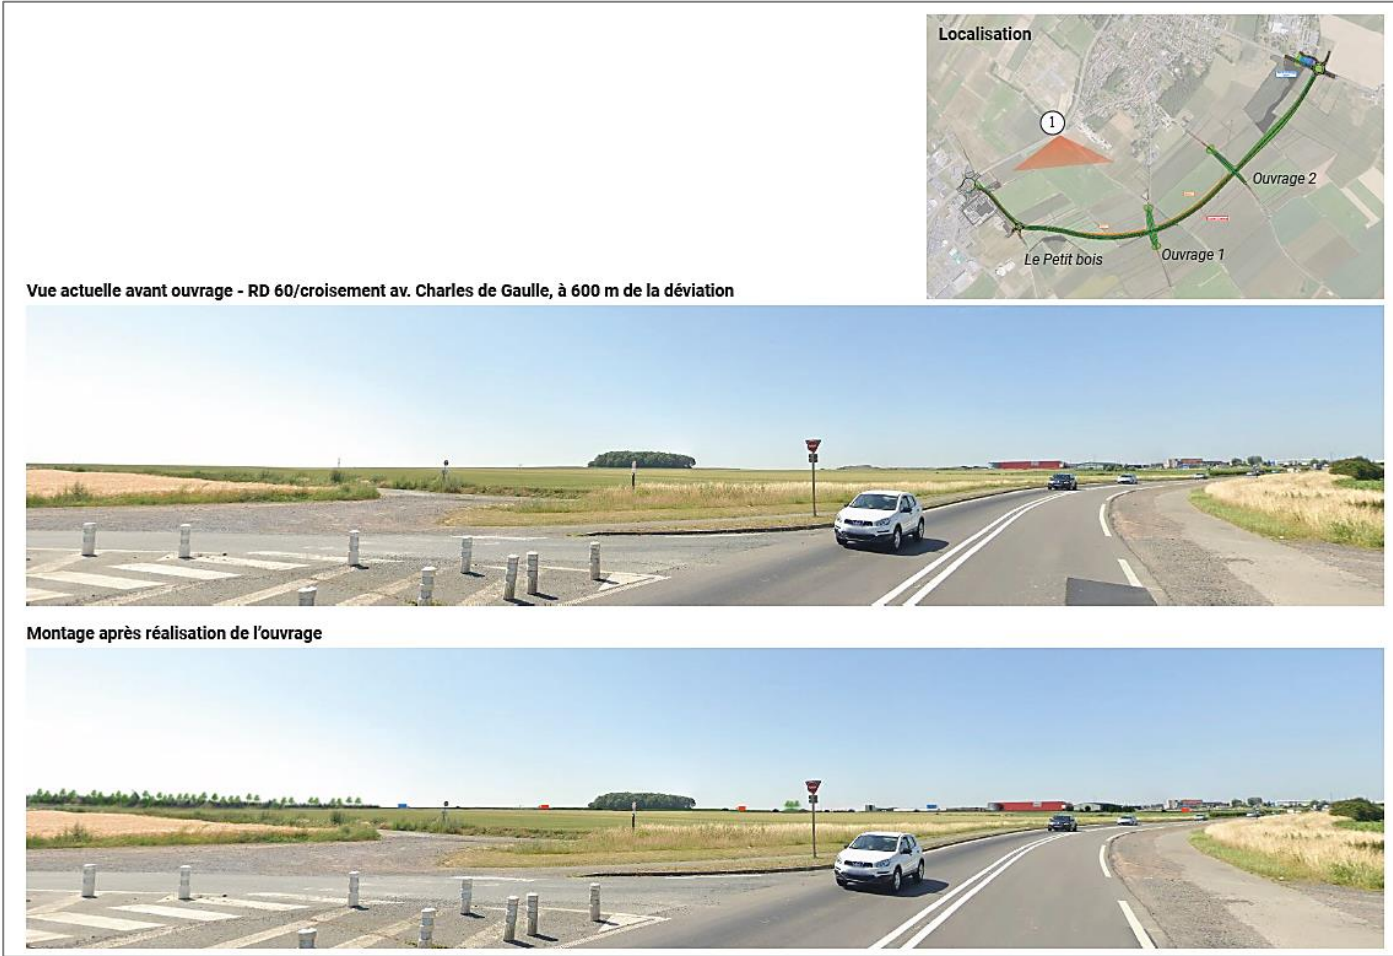 Localisation
1
Ouvrage 2
Ouvrage 1
Le Petit bois
Vue actuelle avant ouvrage - RD 60/croisement av. Charles de Gaulle, à 600 m de la déviation
Montage après réalisation de l'ouvrage